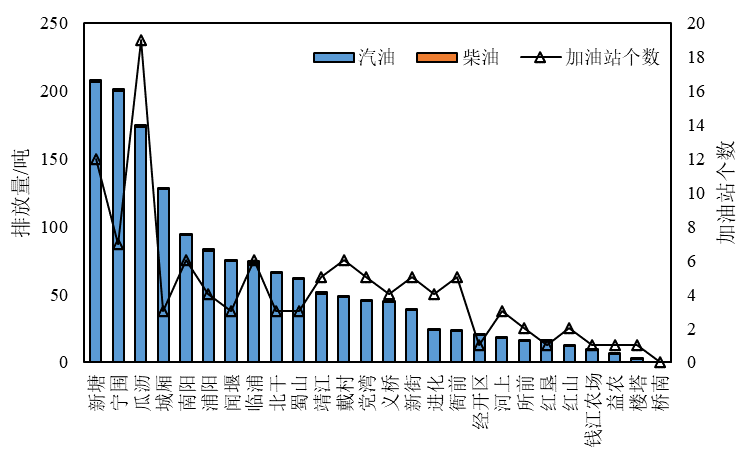 250
200
150
100
50
0
排放量/吨
汽油
柴油
加油站个数
20
18
16
14
12
10
8
6
4
2
0
加油站个数
新塘
宁围
瓜沥
城厢
南阳
浦阳
闻堰
临浦
北干
蜀山
靖江
戴村
党湾
义桥
新街
进化
衙前
经开区
河上
所前
红垦
红山
钱江农场
益农
楼塔
桥南